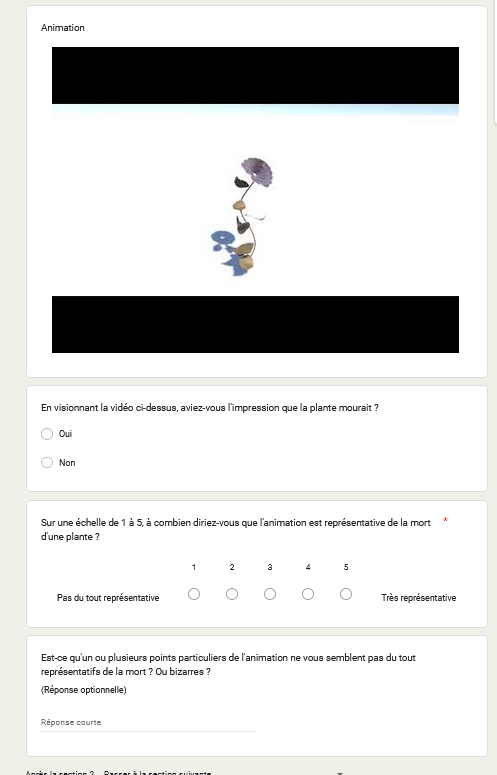 Animation
En visionnant la vidéo ci-dessus, aviez-vous l'impression que la plante mourait ?
Oui
Non
Sur une échelle de 1 à 5, à combien diriez-vous que l'animation est représentative de la mort *
d'une plante ?
1 2 3 4 5
Pas du tout représentative Très représentative
Est-ce qu'un ou plusieurs points particuliers de l'animation ne vous semblent pas du tout
représentatifs de la mort ? Ou bizarres ?
(Réponse optionnelle)
Réponse courte
Après la section 2 Passer à la section suivante